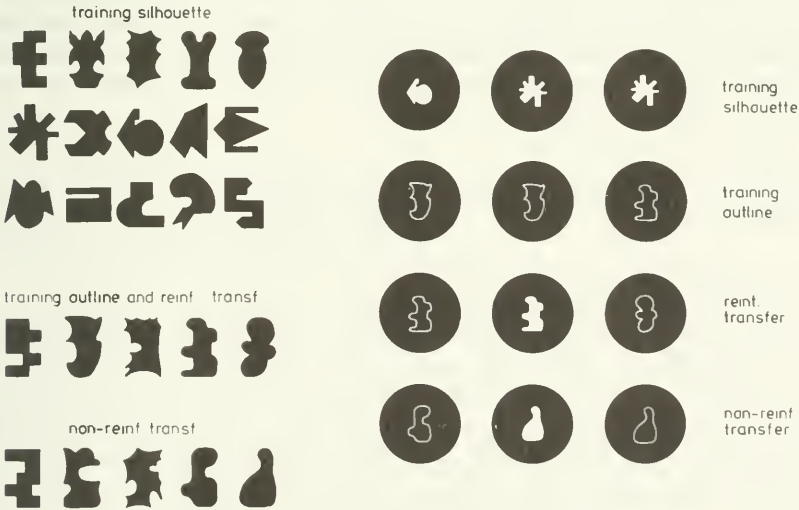 training silhouette
training outline and reinf transf
non-reinf transf
training
silhouette
training
outline
reinf.
transfer
non-reinf
transfer